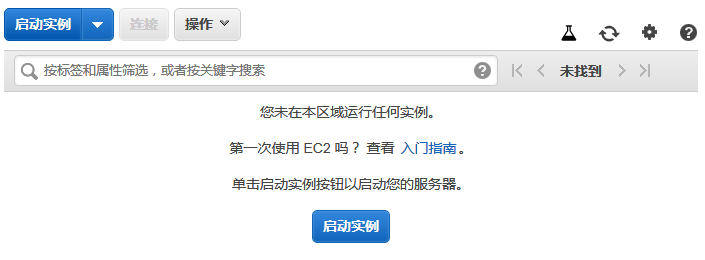 启动实例 连接 操作
按标签和属性筛选，或者按关键字搜索 未找到
您未在本区域运行任何实例。
第一次使用 EC2 吗？ 查看 入门指南。
单击启动实例按钮以启动您的服务器。
启动实例